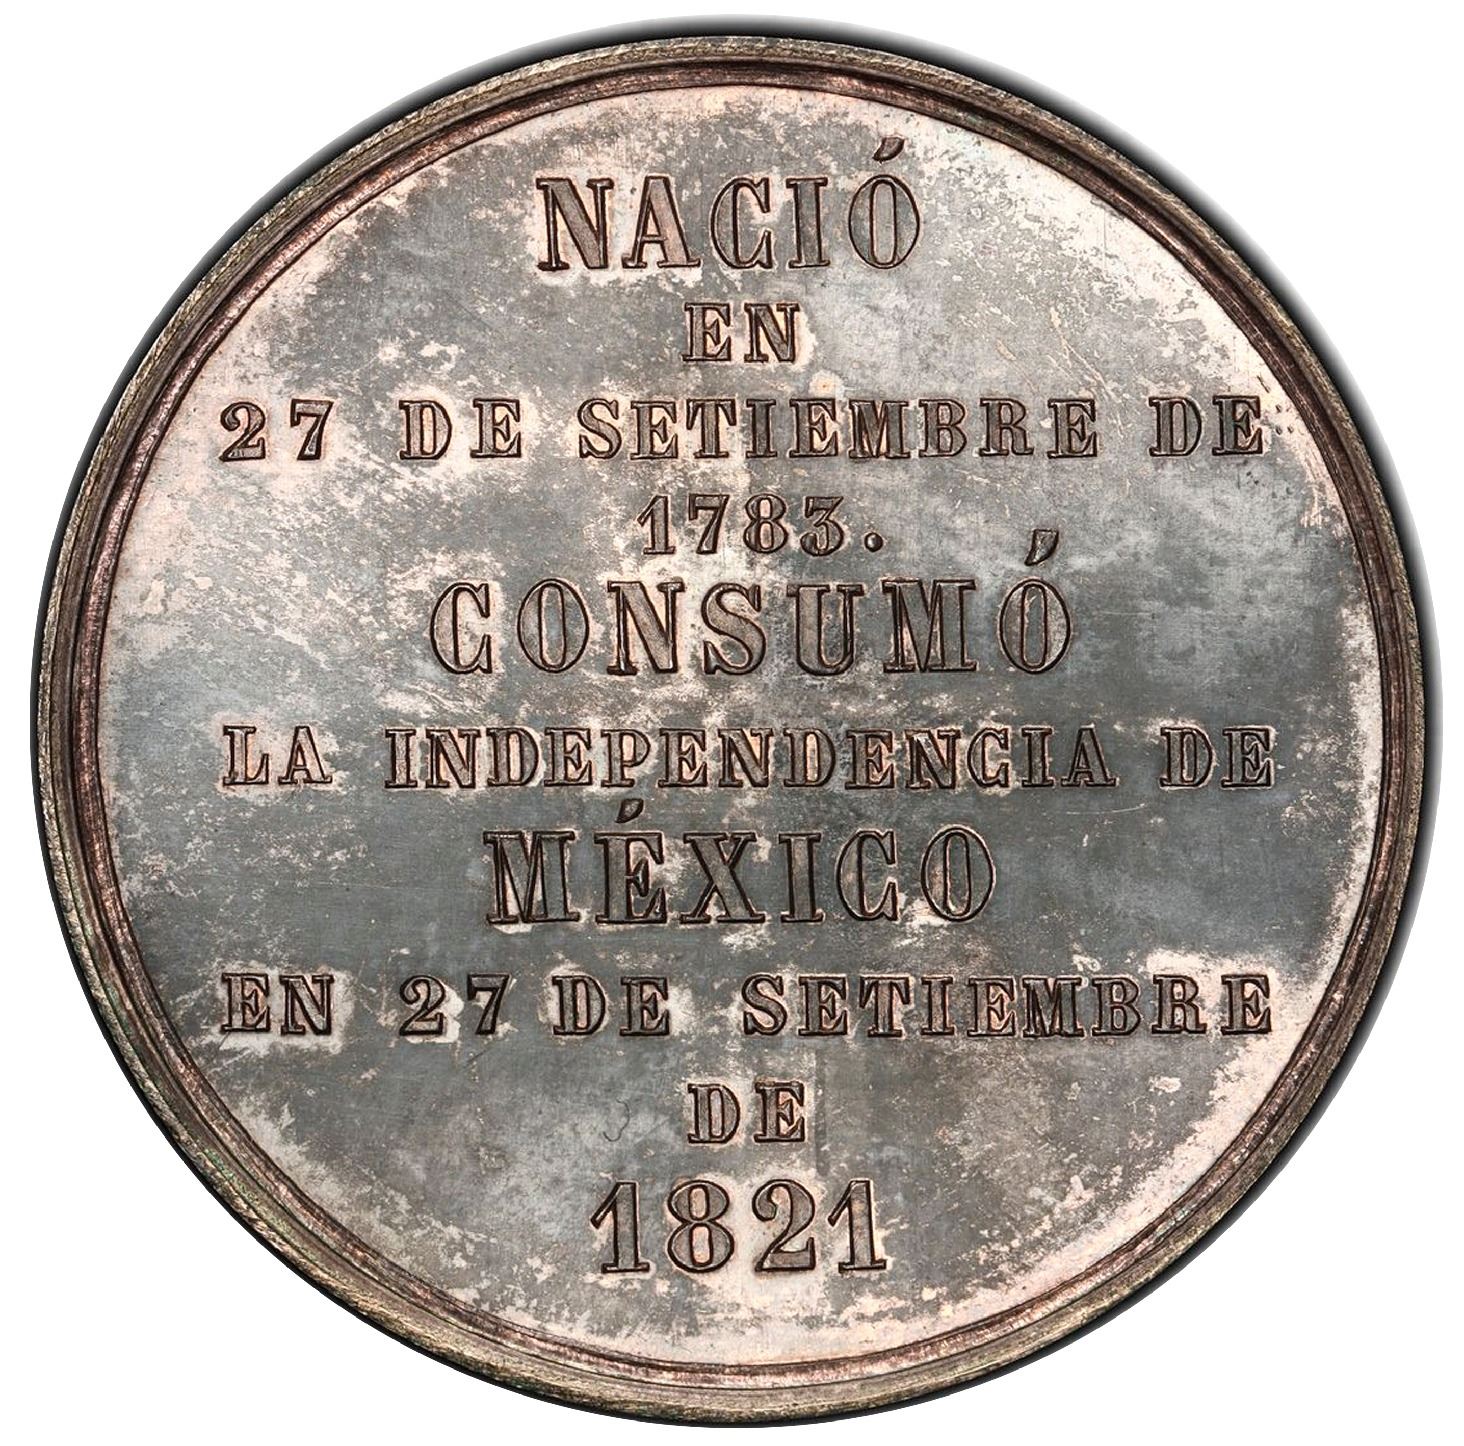 NACIÓ
EN
27 DE SETIEMBRE DE
1783.
CONSUMÓ
LA INDEPENDENCIA DE
MÉXICO
EN 27 DE SETIEMBRE
DE
1821